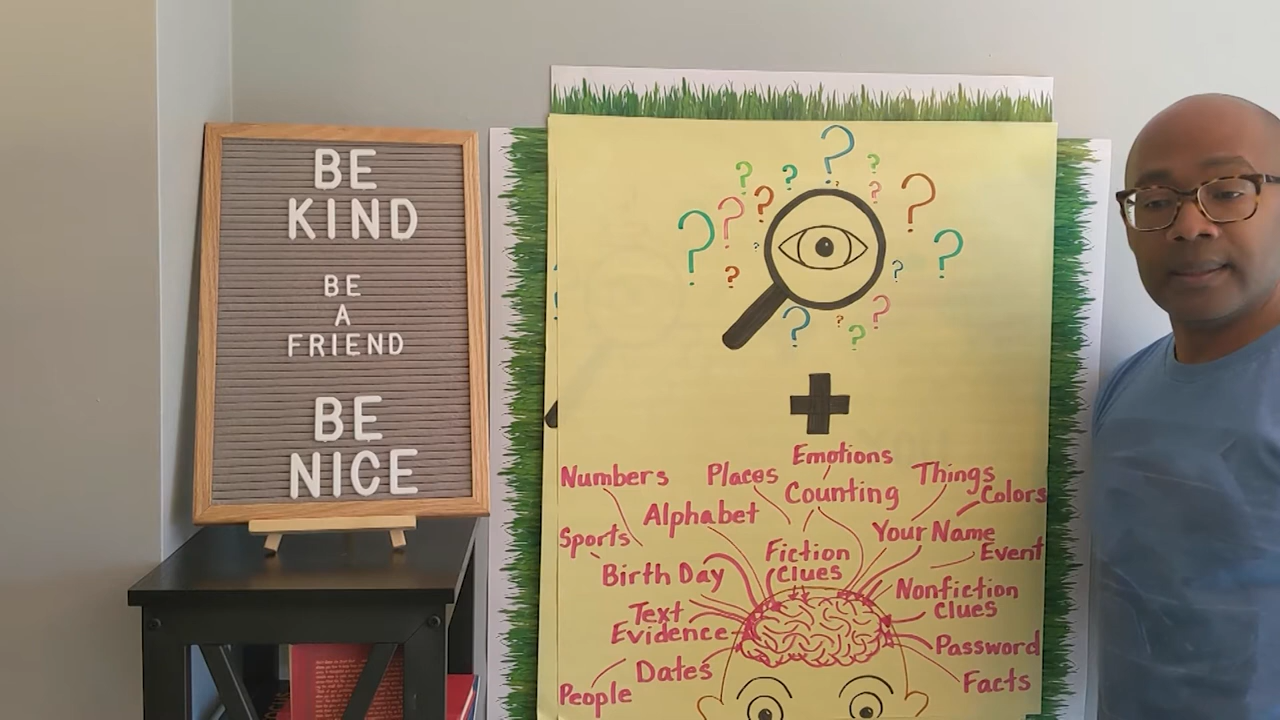 BE
KIND
BE
A
FRIEND
BE
NICE
? ? ? ? ? ? ? ? ? ? ? ? ? ? ? ? ? ? ?
Emotions
Numbers Places Things
Counting Colors
Alphabet
Sports Your Name
Fiction Event
Clues
Birth Day
Nonfiction
Clues
Text
Evidence
Password
Dates
People Facts